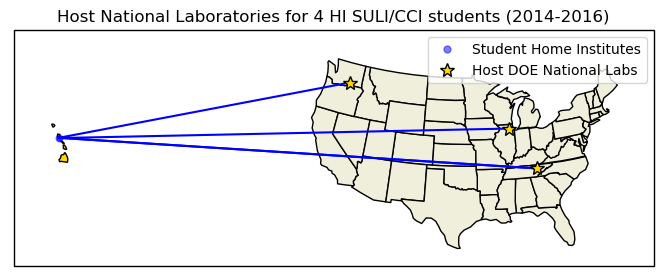 Host National Laboratories for 4 HI SULI/CCI students (2014-2016)
Student Home Institutes
Host DOE National Labs